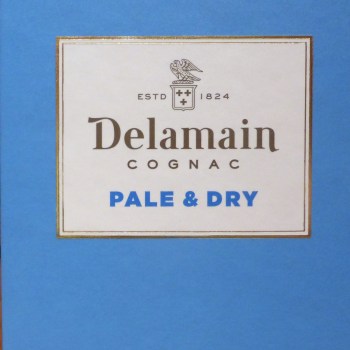 ESTD 1824
Delamain
COGNAC
PALE & DRY